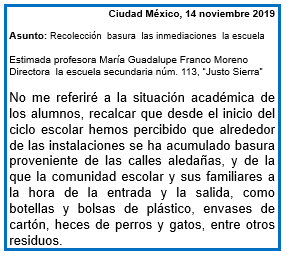 Ciudad México, 14 noviembre 2019
Asunto: Recolección basura las inmediaciones la escuela
Estimada profesora María Guadalupe Franco Moreno
Directora la escuela secundaria núm. 113, “Justo Sierra”
No me referiré a la situación académica de
los alumnos, recalcar que desde el inicio del
ciclo escolar hemos percibido que alrededor
de las instalaciones se ha acumulado basura
proveniente de las calles aledañas, y de la
que la comunidad escolar y sus familiares a
la hora de la entrada y la salida, como
botellas y bolsas de plástico, envases de
cartón, heces de perros y gatos, entre otros
residuos.